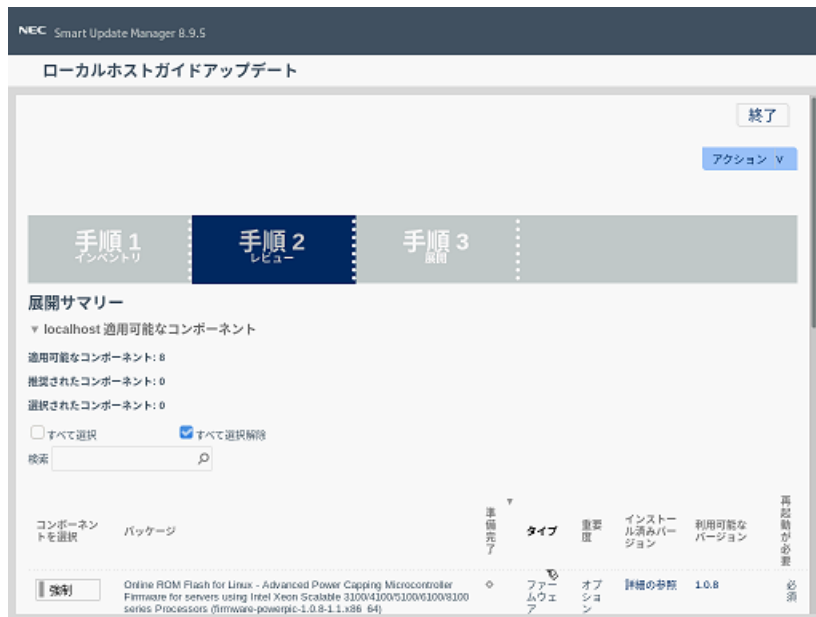 NEC Smart Update Manager 8.9.5
ローカルホストガイドアップデート
終了
アクション ∨
手順 1
インベントリ
手順 2
レビュー
手順 3
展開
展開サマリー
▼ localhost 適用可能なコンポーネント
適用可能なコンポーネント: 8
推奨されたコンポーネント: 0
選択されたコンポーネント: 0
すべて選択 すべて選択解除
検索
コンポーネン
トを選択
パッケージ
準備完了
タイプ
重要
度
インストー
ル済みバー
ジョン
利用可能な
バージョン
再起動が必要
強制
Online ROM Flash for Linux - Advanced Power Capping Microcontroller
Firmware for servers using Intel Xeon Scalable 3100/4100/5100/6100/8100
series Processors (firmware-powerpic-1.0.8-1.1.x86_64)
ファー
ムウェ
ア
オプ
ショ
ン
詳細の参照
1.0.8
必須